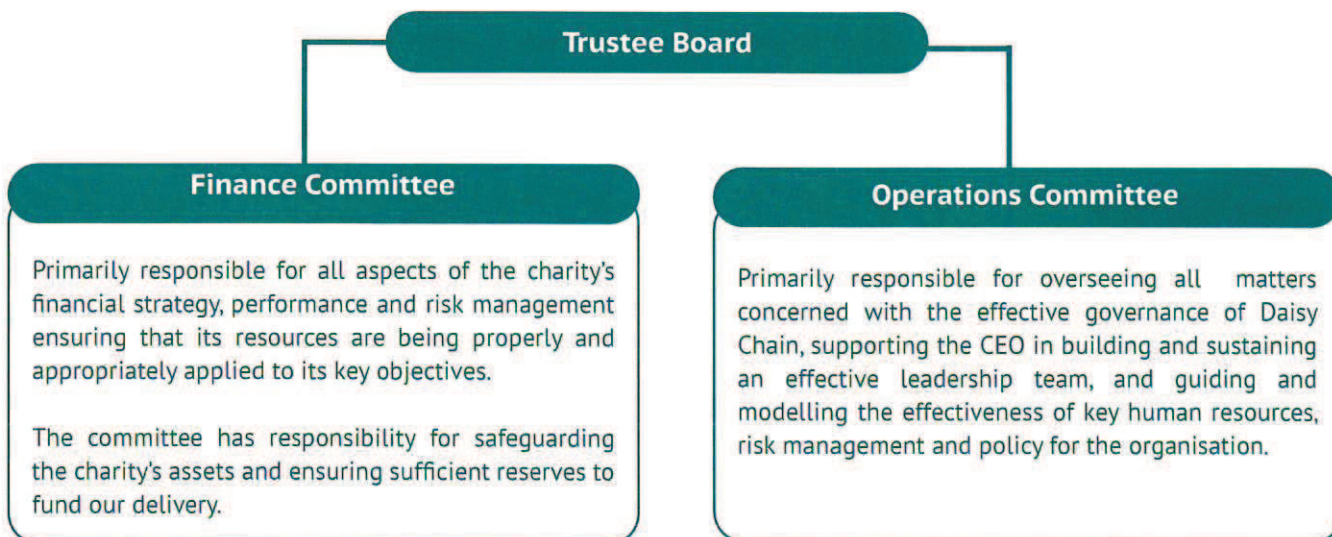 Trustee Board
Finance Committee
Primarily responsible for all aspects of the charity's
financial strategy, performance and risk management
ensuring that its resources are being properly and
appropriately applied to its key objectives.
The committee has responsibility for safeguarding
the charity's assets and ensuring sufficient reserves to
fund our delivery.
Operations Committee
Primarily responsible for overseeing all matters
concerned with the effective governance of Daisy
Chain, supporting the CEO in building and sustaining
an effective leadership team, and guiding and
modelling the effectiveness of key human resources,
risk management and policy for the organisation.